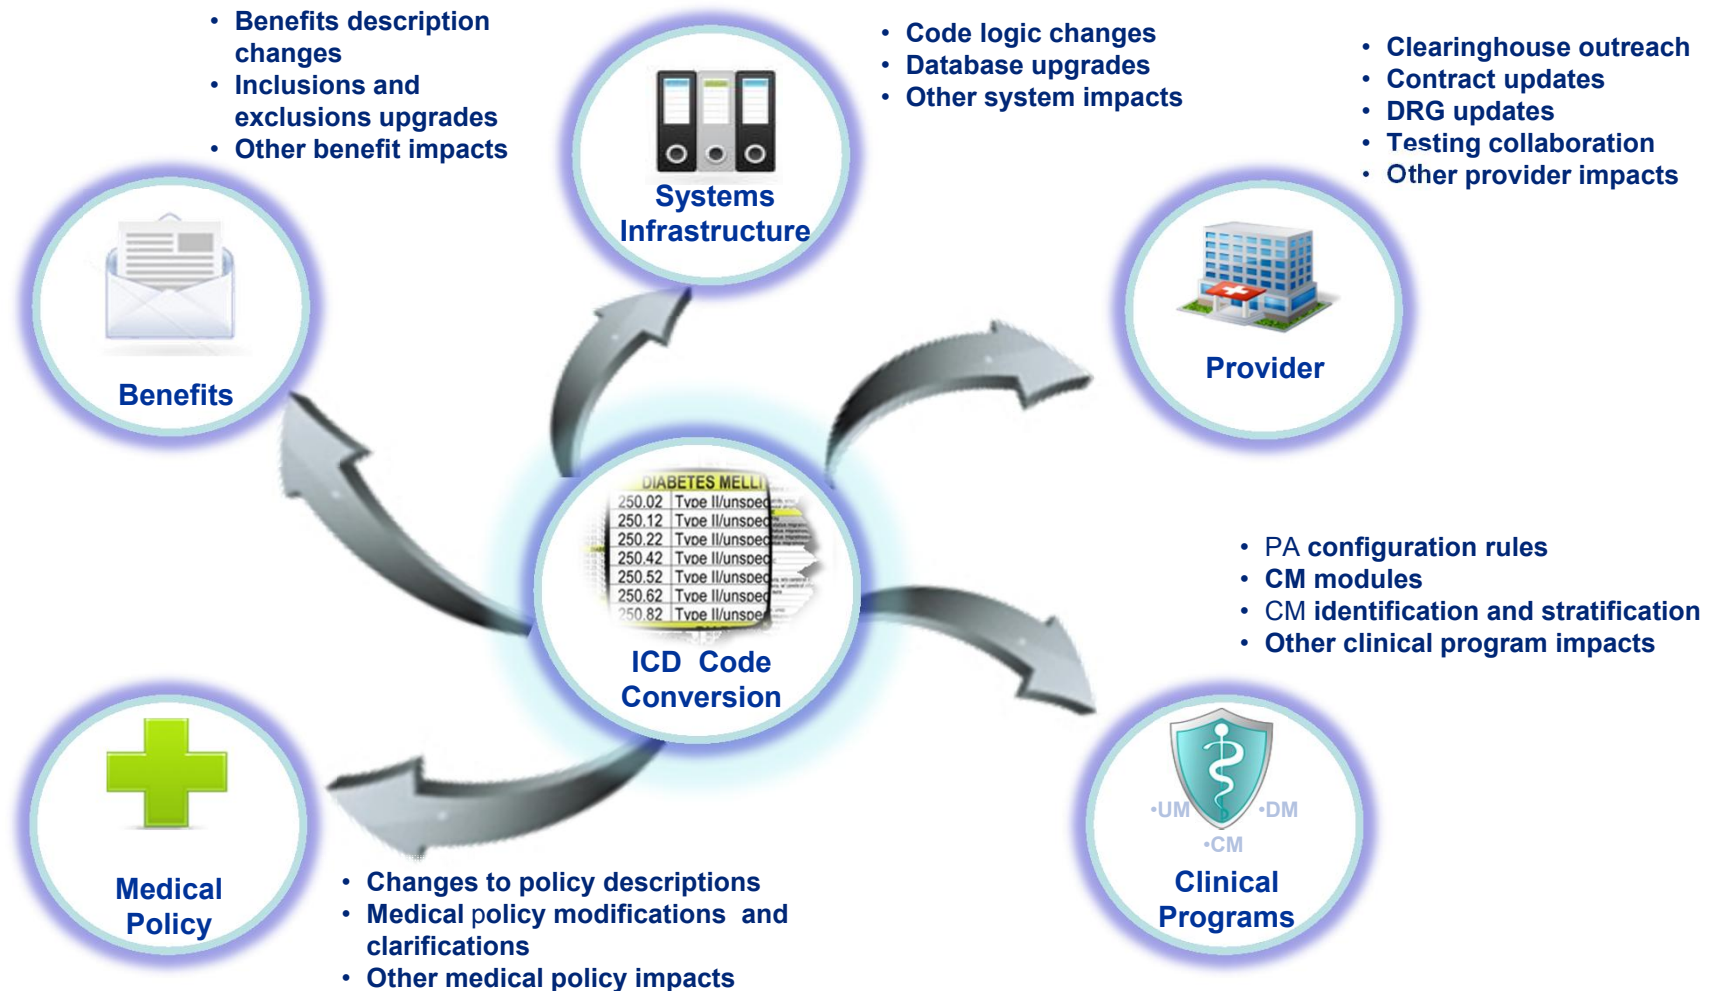 • Benefits description
changes
• Inclusions and
exclusions upgrades
• Other benefit impacts
Benefits
Systems
Infrastructure
• Code logic changes
• Database upgrades
• Other system impacts
• Clearinghouse outreach
• Contract updates
• DRG updates
• Testing collaboration
• Other provider impacts
Provider
DIABETES MELLI
250.02 Type II/unspec
250.12 Type II/unspec
250.22 Type II/unspec
250.42 Type II/unspec
250.52 Type II/unspec
250.62 Type II/unspec
250.82 Type II/unspe
ICD Code
Conversion
• PA configuration rules
• CM modules
• CM identification and stratification
• Other clinical program impacts
•UM •DM
•CM
Clinical
Programs
Medical
Policy
• Changes to policy descriptions
• Medical policy modifications and
clarifications
• Other medical policy impacts